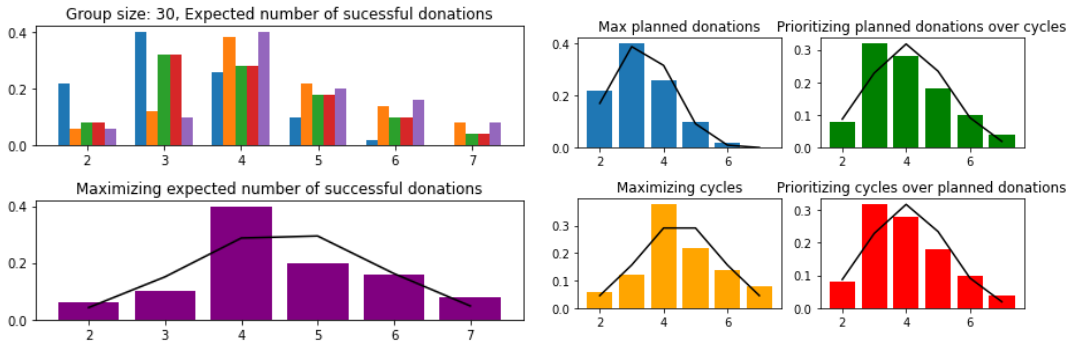 Group size: 30, Expected number of sucessful donations
0.4
0.2
0.0
2 3 4 5 6 7
Maximizing expected number of successful donations
0.4
0.2
0.0
2 3 4 5 6 7
Max planned donations
0.4
0.2
0.0
2 4 6
Prioritizing planned donations over cycles
0.3
0.2
0.1
0.0
2 4 6
Maximizing cycles
0.3
0.2
0.1
0.0
2 4 6
Prioritizing cycles over planned donations
0.3
0.2
0.1
0.0
2 4 6